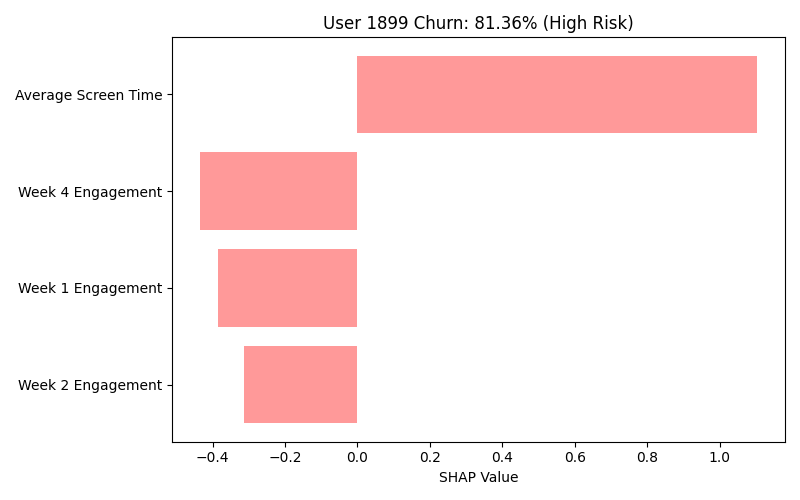 User 1899 Churn: 81.36% (High Risk)
Average Screen Time
Week 4 Engagement
Week 1 Engagement
Week 2 Engagement
−0.4 −0.2 0.0 0.2 0.4 0.6 0.8 1.0
SHAP Value